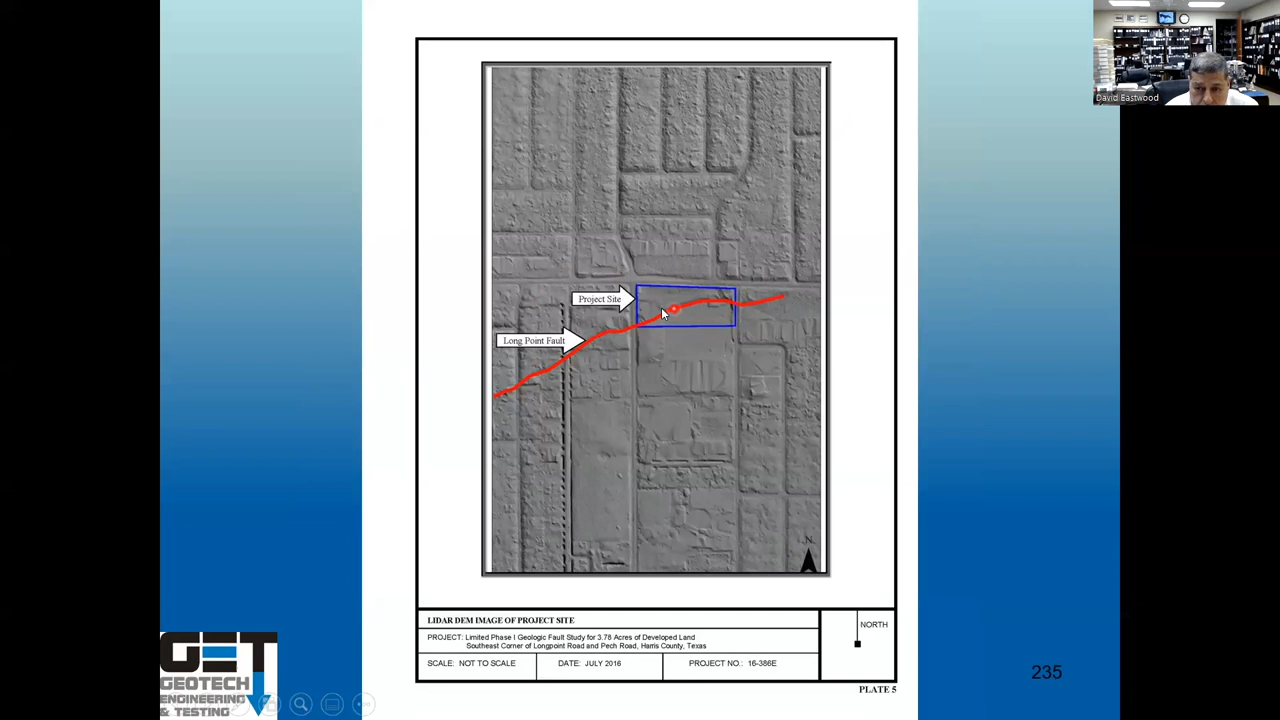 David Eastwood
Project Site
Long Point Fault
N
LIDAR DEM IMAGE OF PROJECT SITE
PROJECT: Limited Phase I Geologic Fault Study for 3.78 Acres of Developed Land
Southeast Corner of Longpoint Road and Pech Road, Harris County, Texas
NORTH
SCALE: NOT TO SCALE
DATE: JULY 2016
PROJECT NO.: 16-386E
PLATE 5
235
GET
GEOTECH
ENGINEERING
& TESTING